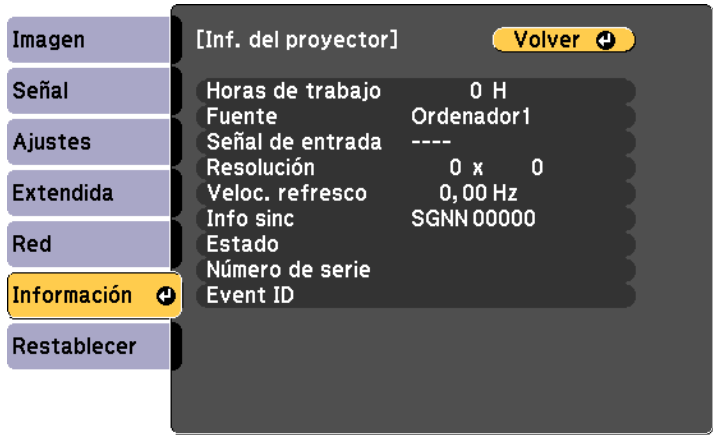 Imagen
Señal
Ajustes
Extendida
Red
Información
Restablecer
[Inf. del proyector]
Volver
Horas de trabajo 0 H
Fuente Ordenador1
Señal de entrada ----
Resolución 0 x 0
Veloc. refresco 0,00 Hz
Info sinc SGNN 00000
Estado
Número de serie
Event ID